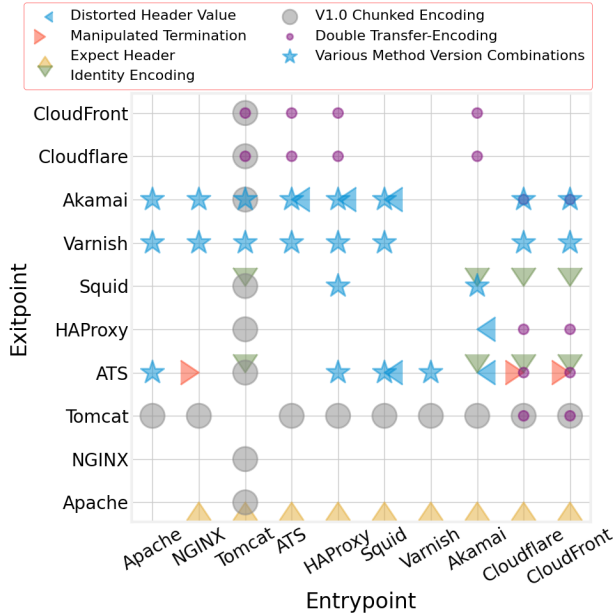 Distorted Header Value
Manipulated Termination
Expect Header
Identity Encoding
V1.0 Chunked Encoding
Double Transfer-Encoding
Various Method Version Combinations
Exitpoint
CloudFront
Cloudflare
Akamai
Varnish
Squid
HAProxy
ATS
Tomcat
NGINX
Apache
Apache
NGINX
Tomcat
ATS
HAProxy
Squid
Varnish
Akamai
Cloudflare
CloudFront
Entrypoint